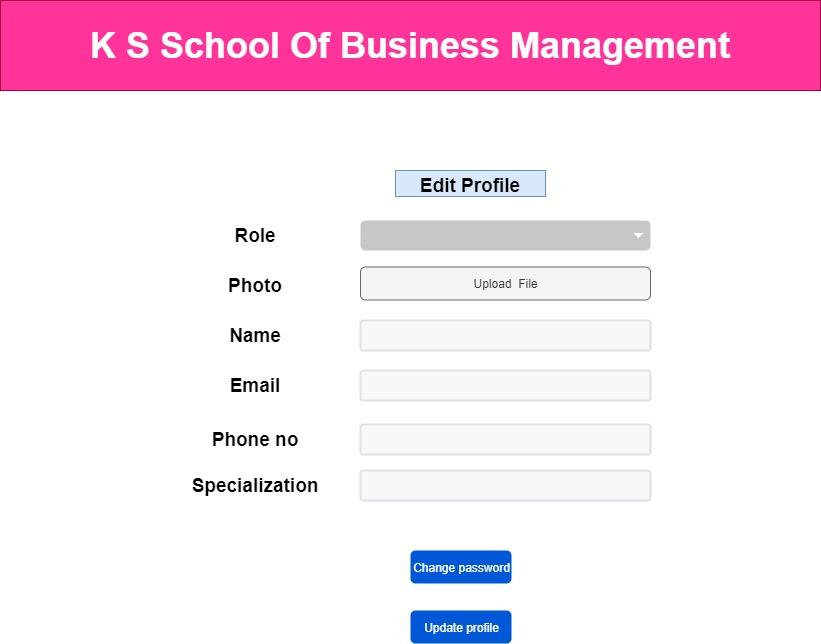 K S School Of Business Management
Edit Profile
Role
Photo
Upload  File
Name
Email
Phone no
Specialization
Change password
Update profile